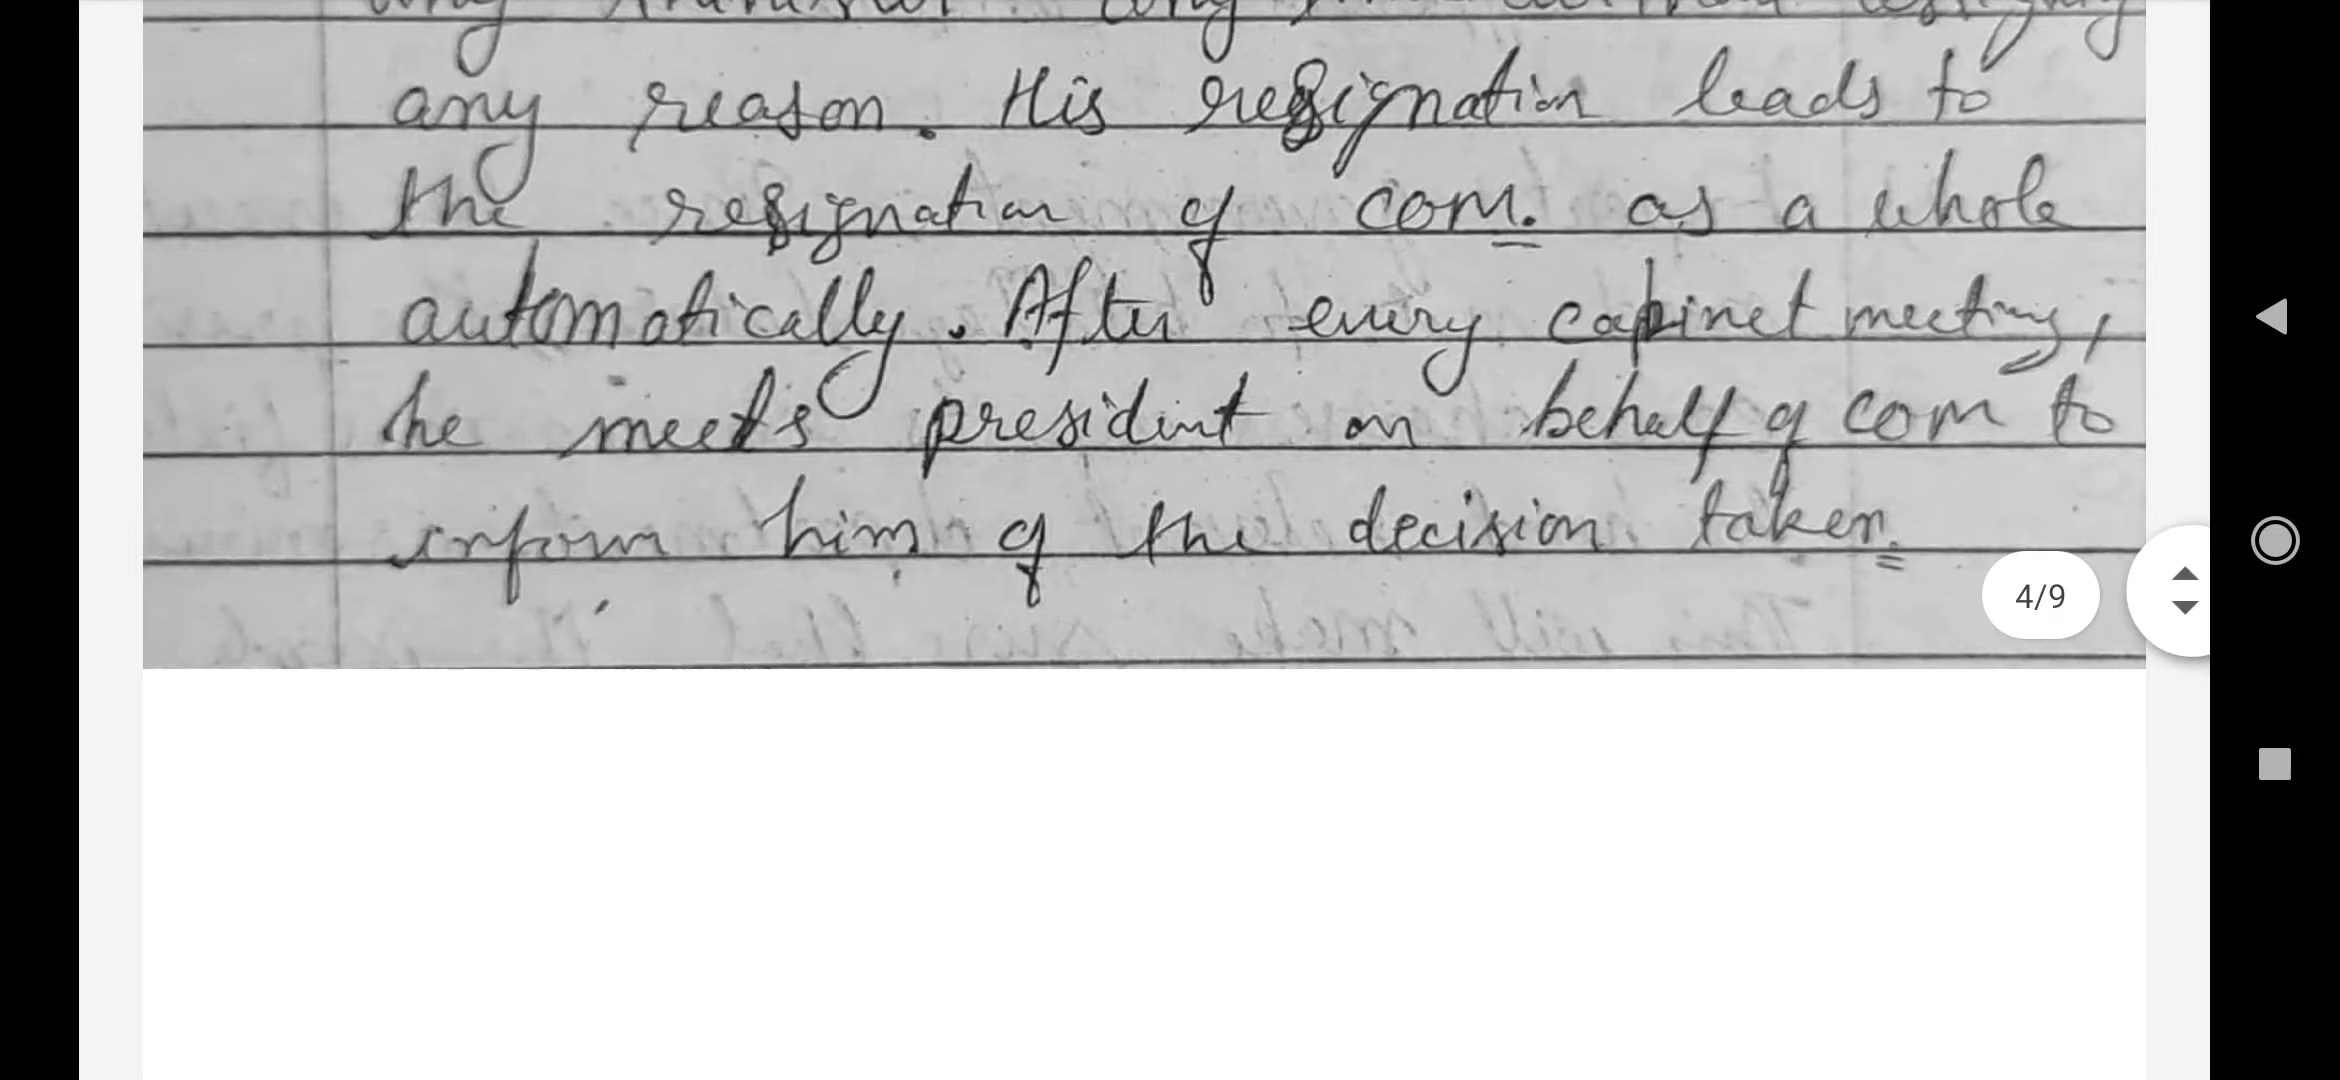 any reason. His resignation leads to
the resignation of com. as a whole
automatically. After every cabinet meeting,
he meets president on behalf of com to
inform him of the decision taken.
4/9